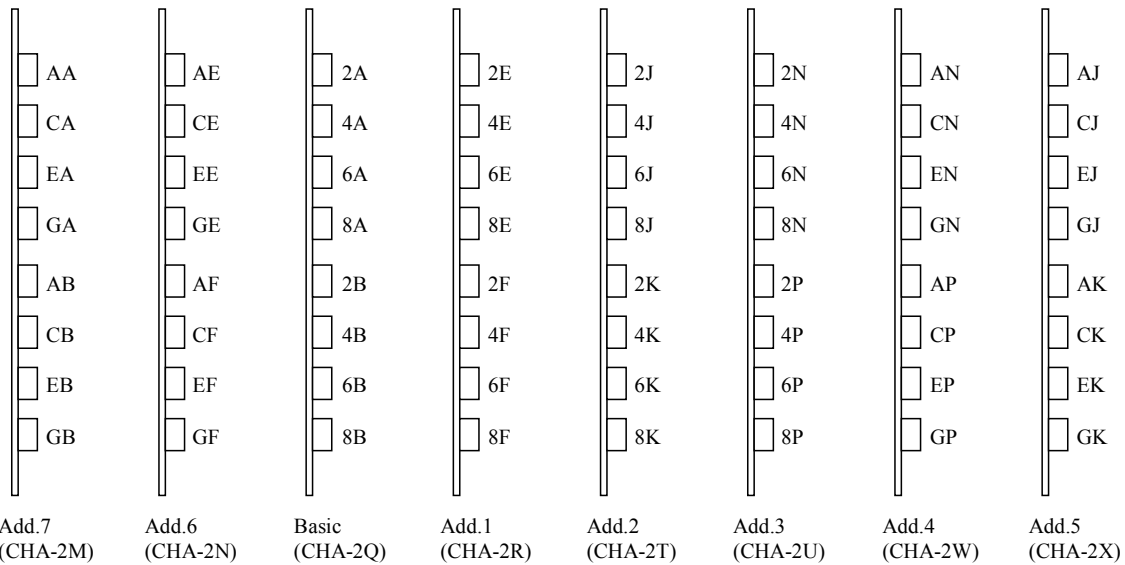 AA AE 2A 2E 2J 2N AN AJ
CA CE 4A 4E 4J 4N CN CJ
EA EE 6A 6E 6J 6N EN EJ
GA GE 8A 8E 8J 8N GN GJ
AB AF 2B 2F 2K 2P AP AK
CB CF 4B 4F 4K 4P CP CK
EB EF 6B 6F 6K 6P EP EK
GB GF 8B 8F 8K 8P GP GK
Add.7 Add.6 Basic Add.1 Add.2 Add.3 Add.4 Add.5
(CHA-2M) (CHA-2N) (CHA-2Q) (CHA-2R) (CHA-2T) (CHA-2U) (CHA-2W) (CHA-2X)